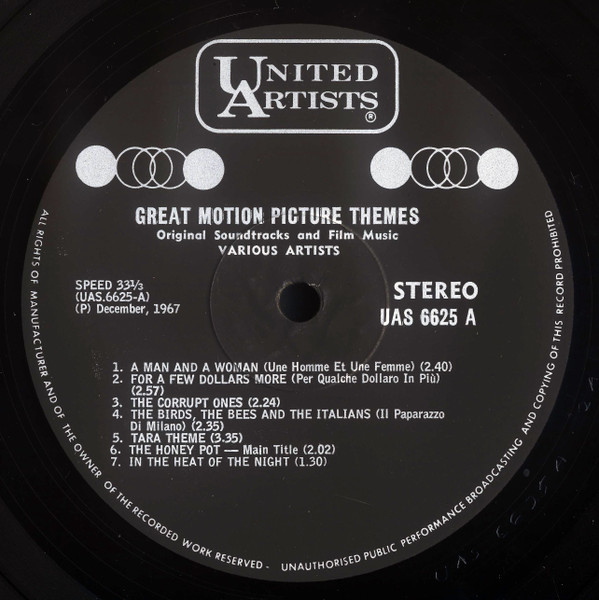 UNITED
ARTISTS®
GREAT MOTION PICTURE THEMES
Original Soundtracks and Film Music
VARIOUS ARTISTS
SPEED 33⅓
(UAS.6625-A)
(P) December, 1967
STEREO
UAS 6625 A
1. A MAN AND A WOMAN (Une Homme Et Une Femme) (2.40)
2. FOR A FEW DOLLARS MORE (Per Qualche Dollaro In Più)
(2.57)
3. THE CORRUPT ONES (2.24)
4. THE BIRDS, THE BEES AND THE ITALIANS (Il Paparazzo
Di Milano) (2.35)
5. TARA THEME (3.35)
6. THE HONEY POT — Main Title (2.02)
7. IN THE HEAT OF THE NIGHT (1.30)
ALL RIGHTS OF MANUFACTURER AND OF THE OWNER OF THE RECORDED WORK RESERVED - UNAUTHORISED PUBLIC PERFORMANCE BROADCASTING AND COPYING OF THIS RECORD PROHIBITED
UAS 6625 A